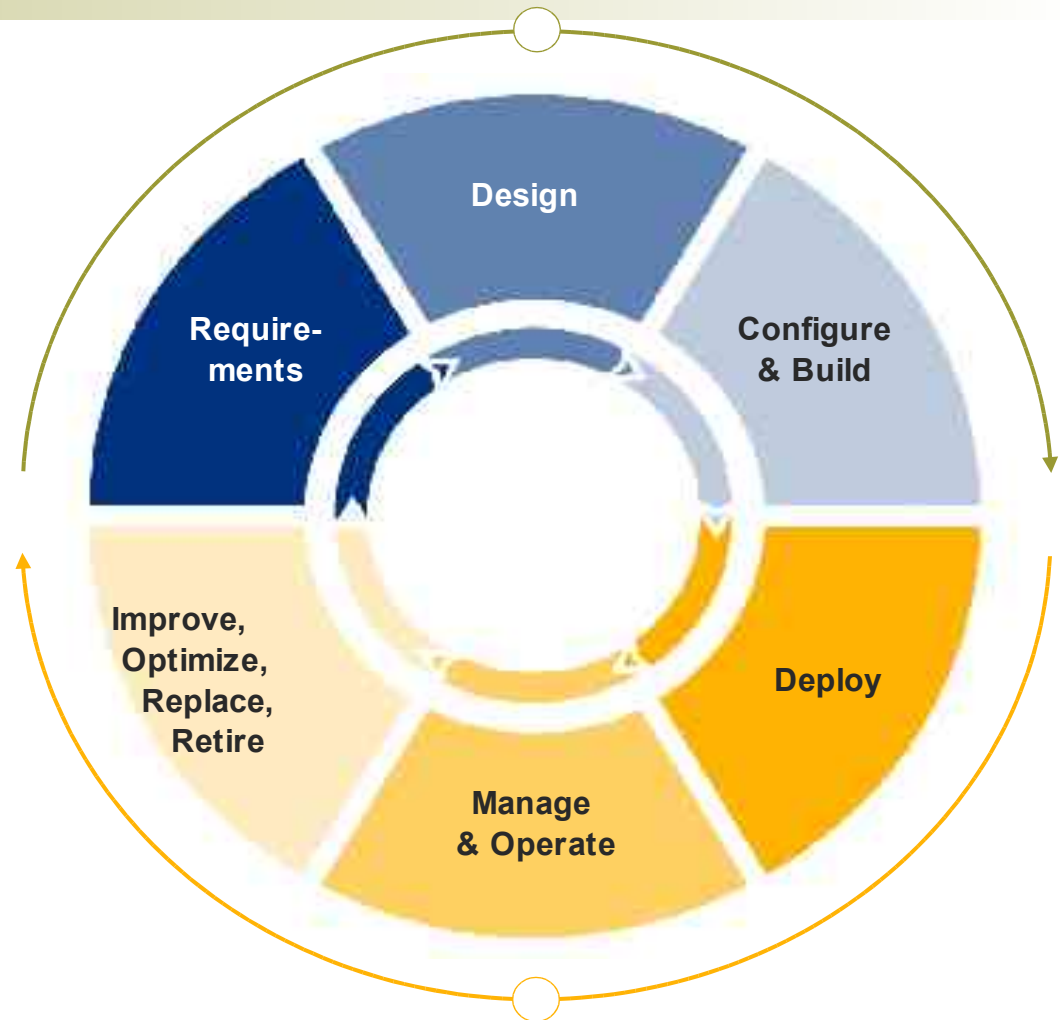 Design
Require-
ments
Configure
& Build
Improve,
Optimize,
Replace,
Retire
Deploy
Manage
& Operate